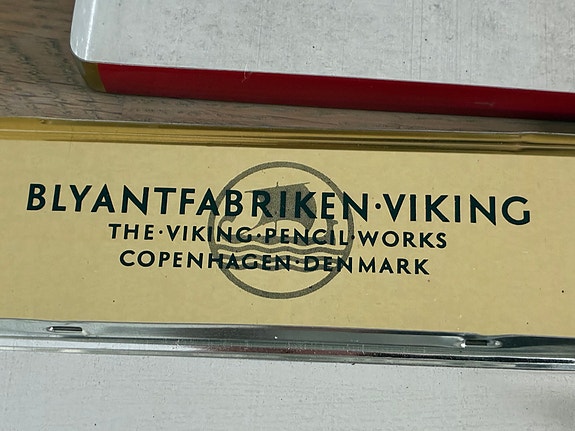 BLYANTFABRIKEN·VIKING
THE·VIKING·PENCIL·WORKS
COPENHAGEN·DENMARK